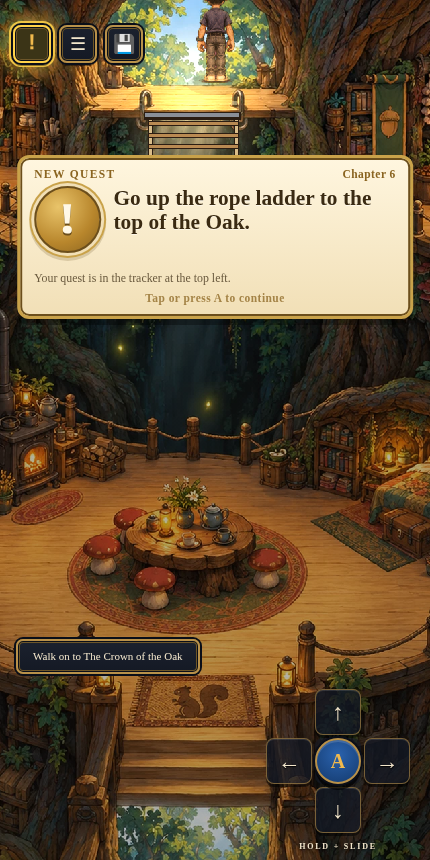 !
NEW QUEST
Chapter 6
!
Go up the rope ladder to the
top of the Oak.
Your quest is in the tracker at the top left.
Tap or press A to continue
Walk on to The Crown of the Oak
↑
← A →
↓
HOLD + SLIDE